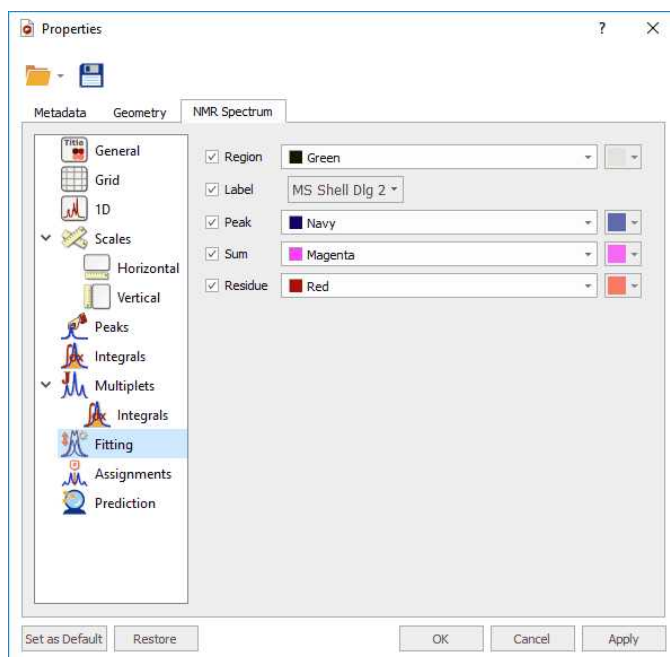 Properties
?
Metadata Geometry NMR Spectrum
Title
General
Grid
1D
Scales
Horizontal
Vertical
Peaks
Integrals
Multiplets
Integrals
Fitting
Assignments
Prediction
Region Green
Label MS Shell Dlg 2
Peak Navy
Sum Magenta
Residue Red
Set as Default Restore OK Cancel Apply